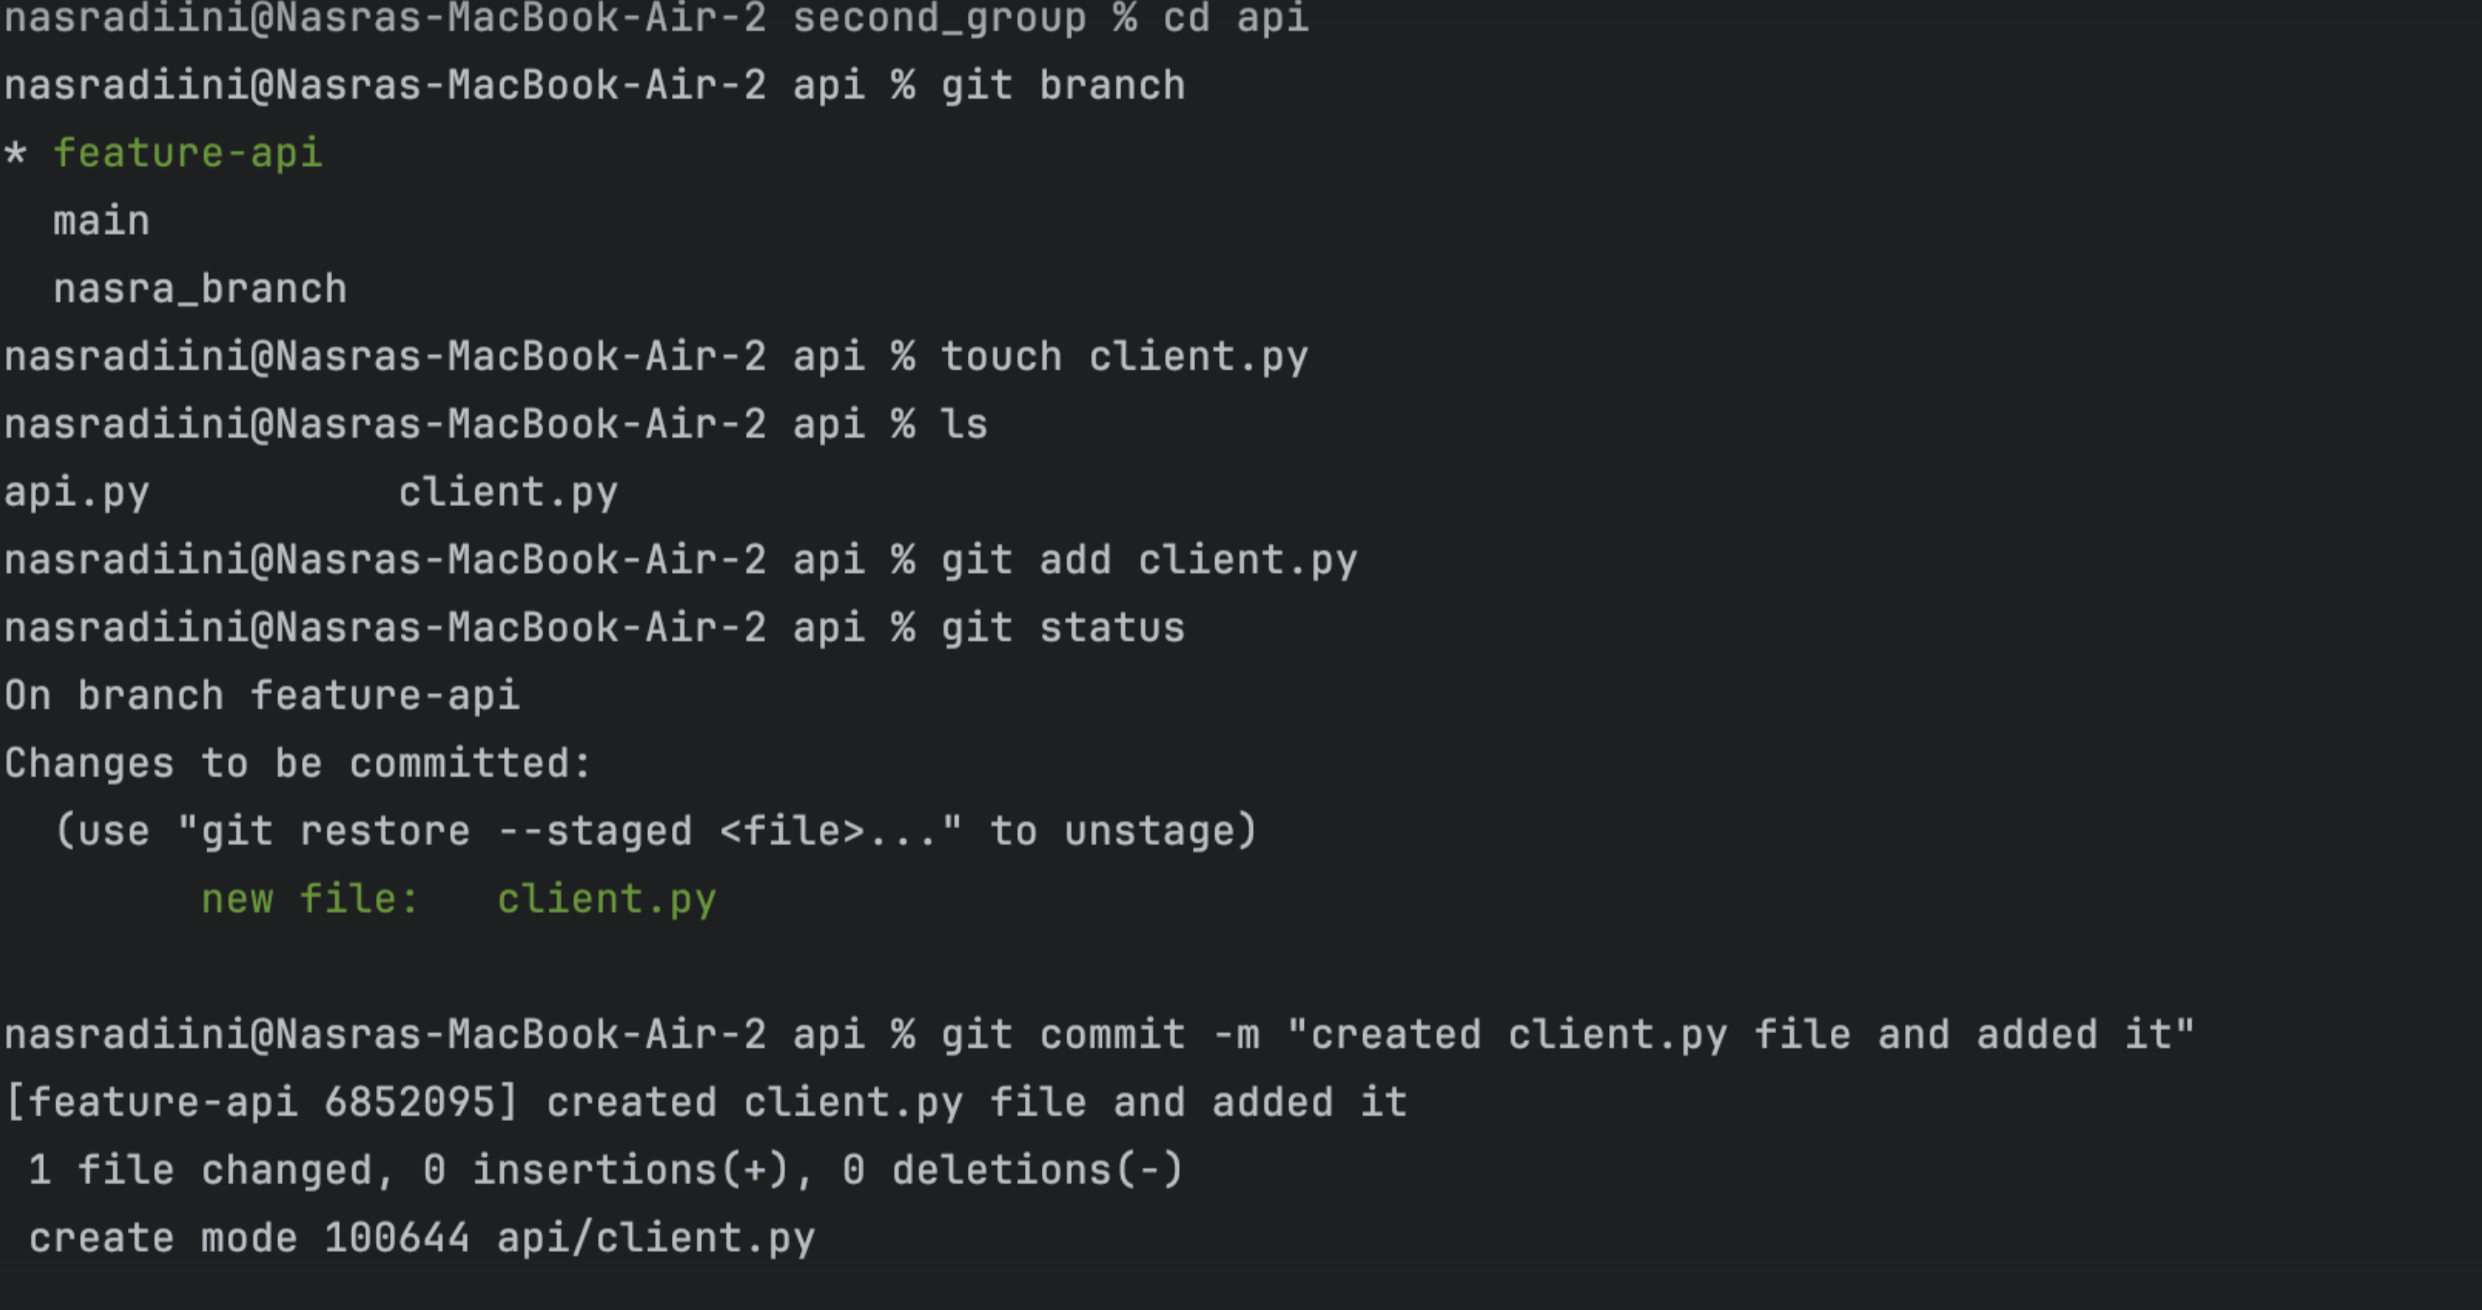 nasradiini@Nasras-MacBook-Air-2 second_group % cd api
nasradiini@Nasras-MacBook-Air-2 api % git branch
* feature-api
  main
  nasra_branch
nasradiini@Nasras-MacBook-Air-2 api % touch client.py
nasradiini@Nasras-MacBook-Air-2 api % ls
api.py          client.py
nasradiini@Nasras-MacBook-Air-2 api % git add client.py
nasradiini@Nasras-MacBook-Air-2 api % git status
On branch feature-api
Changes to be committed:
  (use "git restore --staged <file>..." to unstage)
        new file:   client.py
nasradiini@Nasras-MacBook-Air-2 api % git commit -m "created client.py file and added it"
[feature-api 6852095] created client.py file and added it
 1 file changed, 0 insertions(+), 0 deletions(-)
 create mode 100644 api/client.py